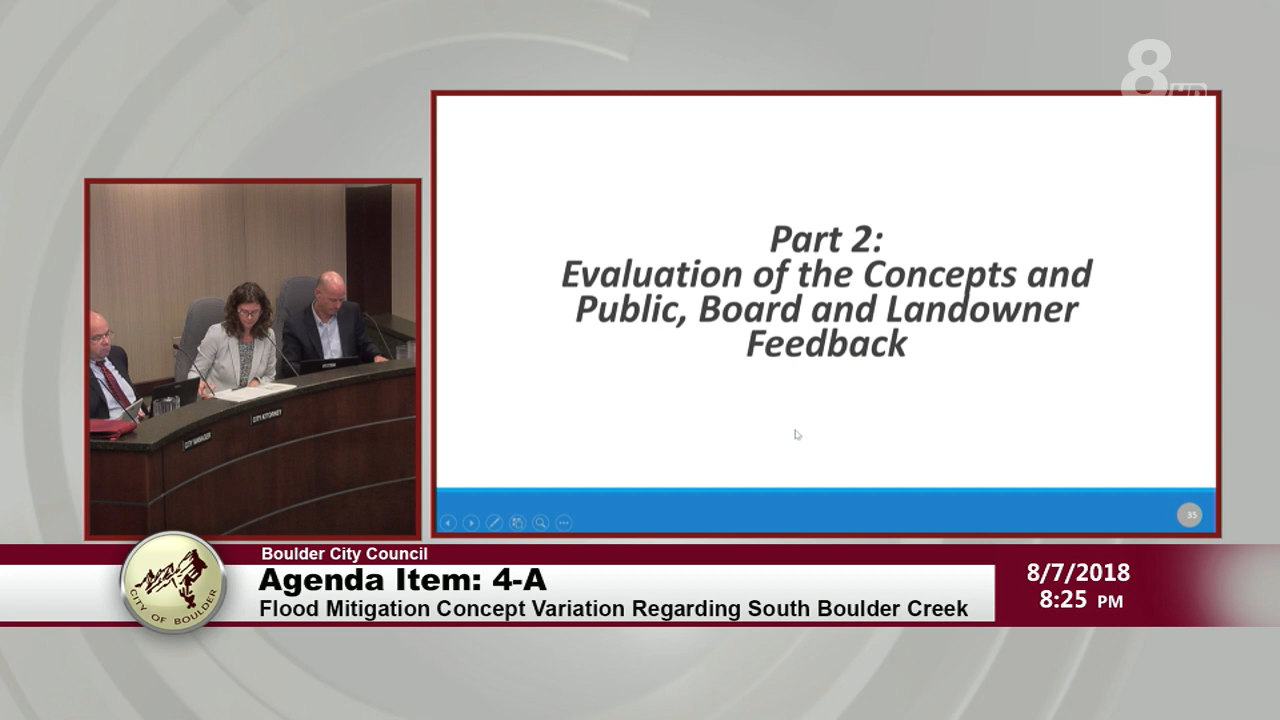 8HD
Part 2:
Evaluation of the Concepts and
Public, Board and Landowner
Feedback
CITY MANAGER
CITY ATTORNEY
35
Boulder City Council
Agenda Item: 4-A
Flood Mitigation Concept Variation Regarding South Boulder Creek
8/7/2018
8:25 PM
CITY OF BOULDER